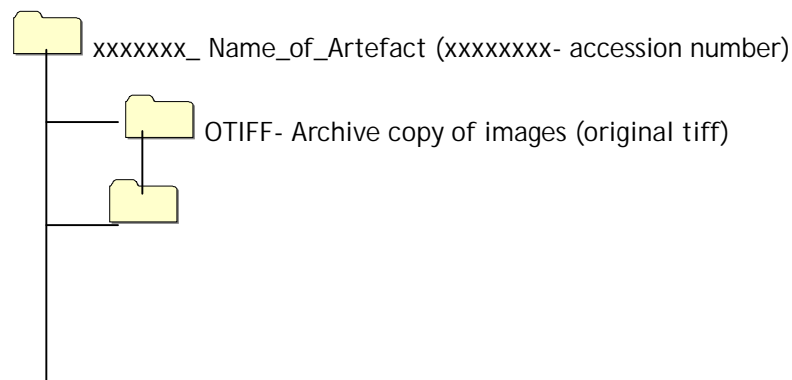 xxxxxxx_ Name_of_Artefact (xxxxxxxx- accession number)
OTIFF- Archive copy of images (original tiff)